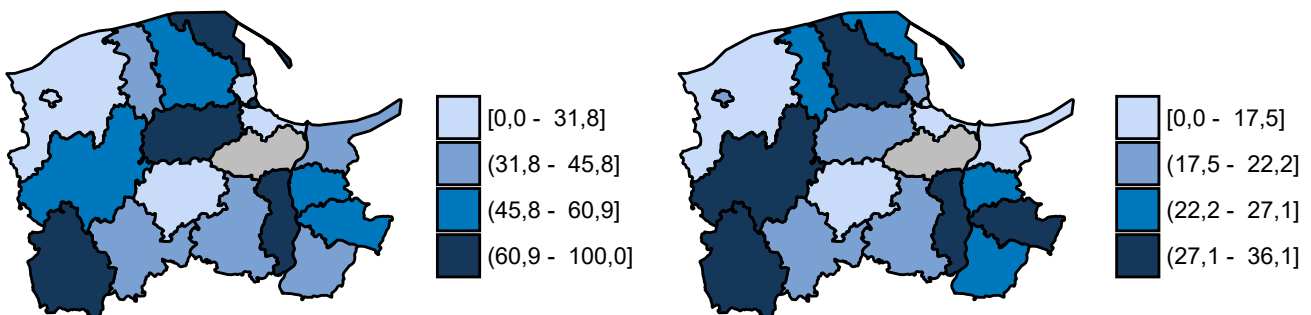 [0,0 - 31,8]
(31,8 - 45,8]
(45,8 - 60,9]
(60,9 - 100,0]
[0,0 - 17,5]
(17,5 - 22,2]
(22,2 - 27,1]
(27,1 - 36,1]